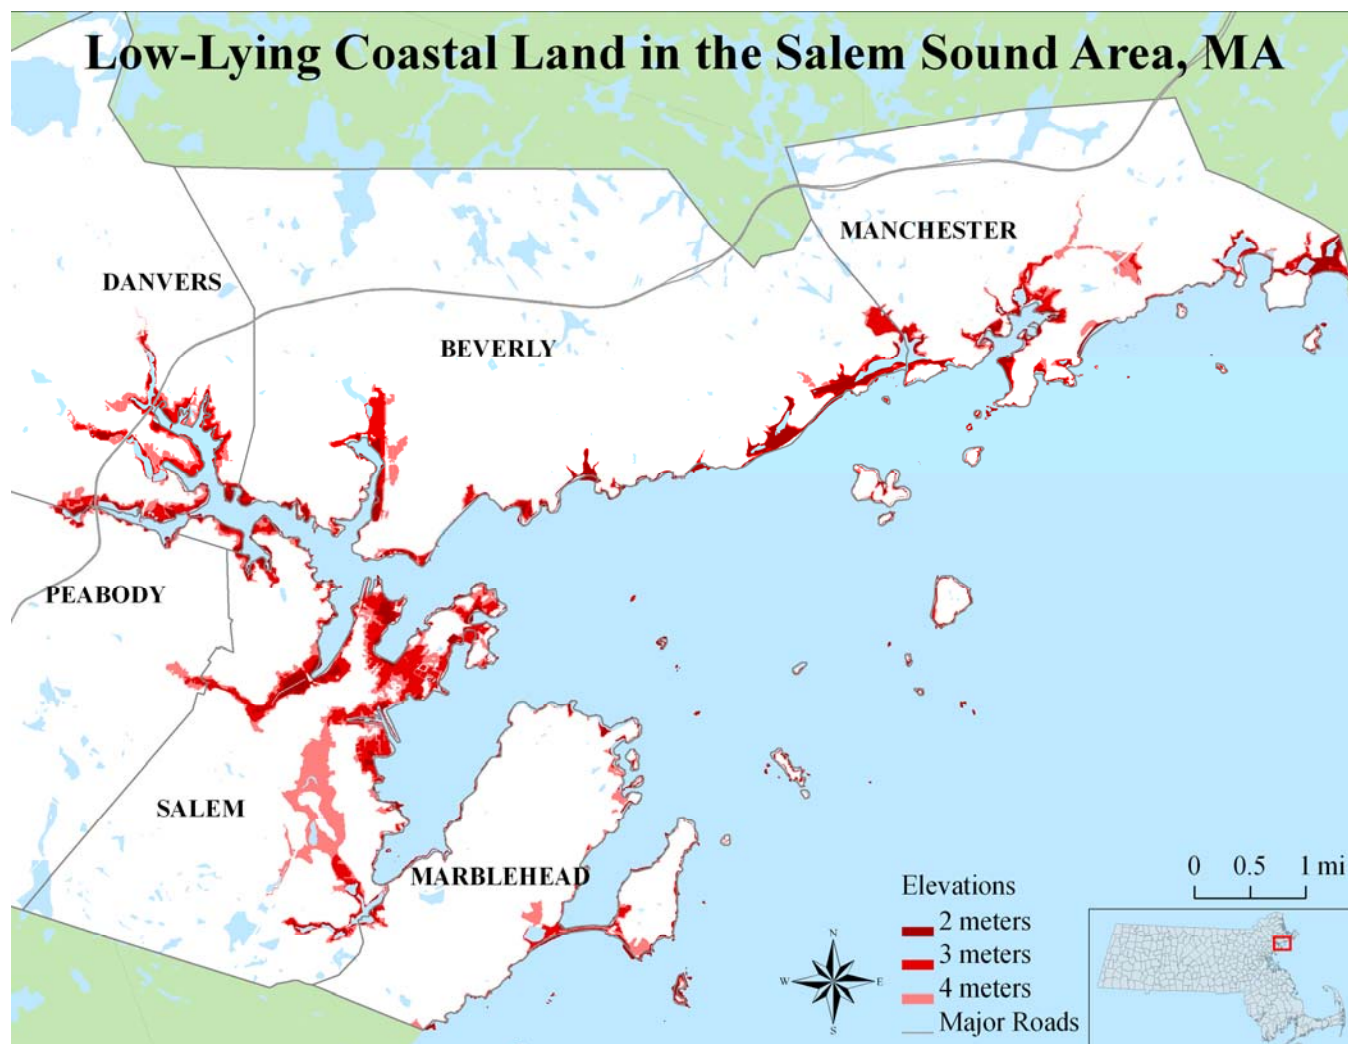 Low-Lying Coastal Land in the Salem Sound Area, MA
MANCHESTER
DANVERS
BEVERLY
PEABODY
SALEM
MARBLEHEAD
0 0.5 1 mi
Elevations
2 meters
3 meters
4 meters
Major Roads
N
W E
S